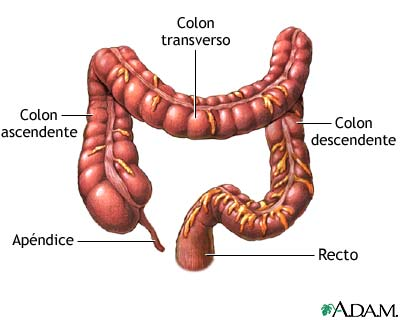 Colon
transverso
Colon
ascendente
Colon
descendente
Apéndice
Recto
A.D.A.M.